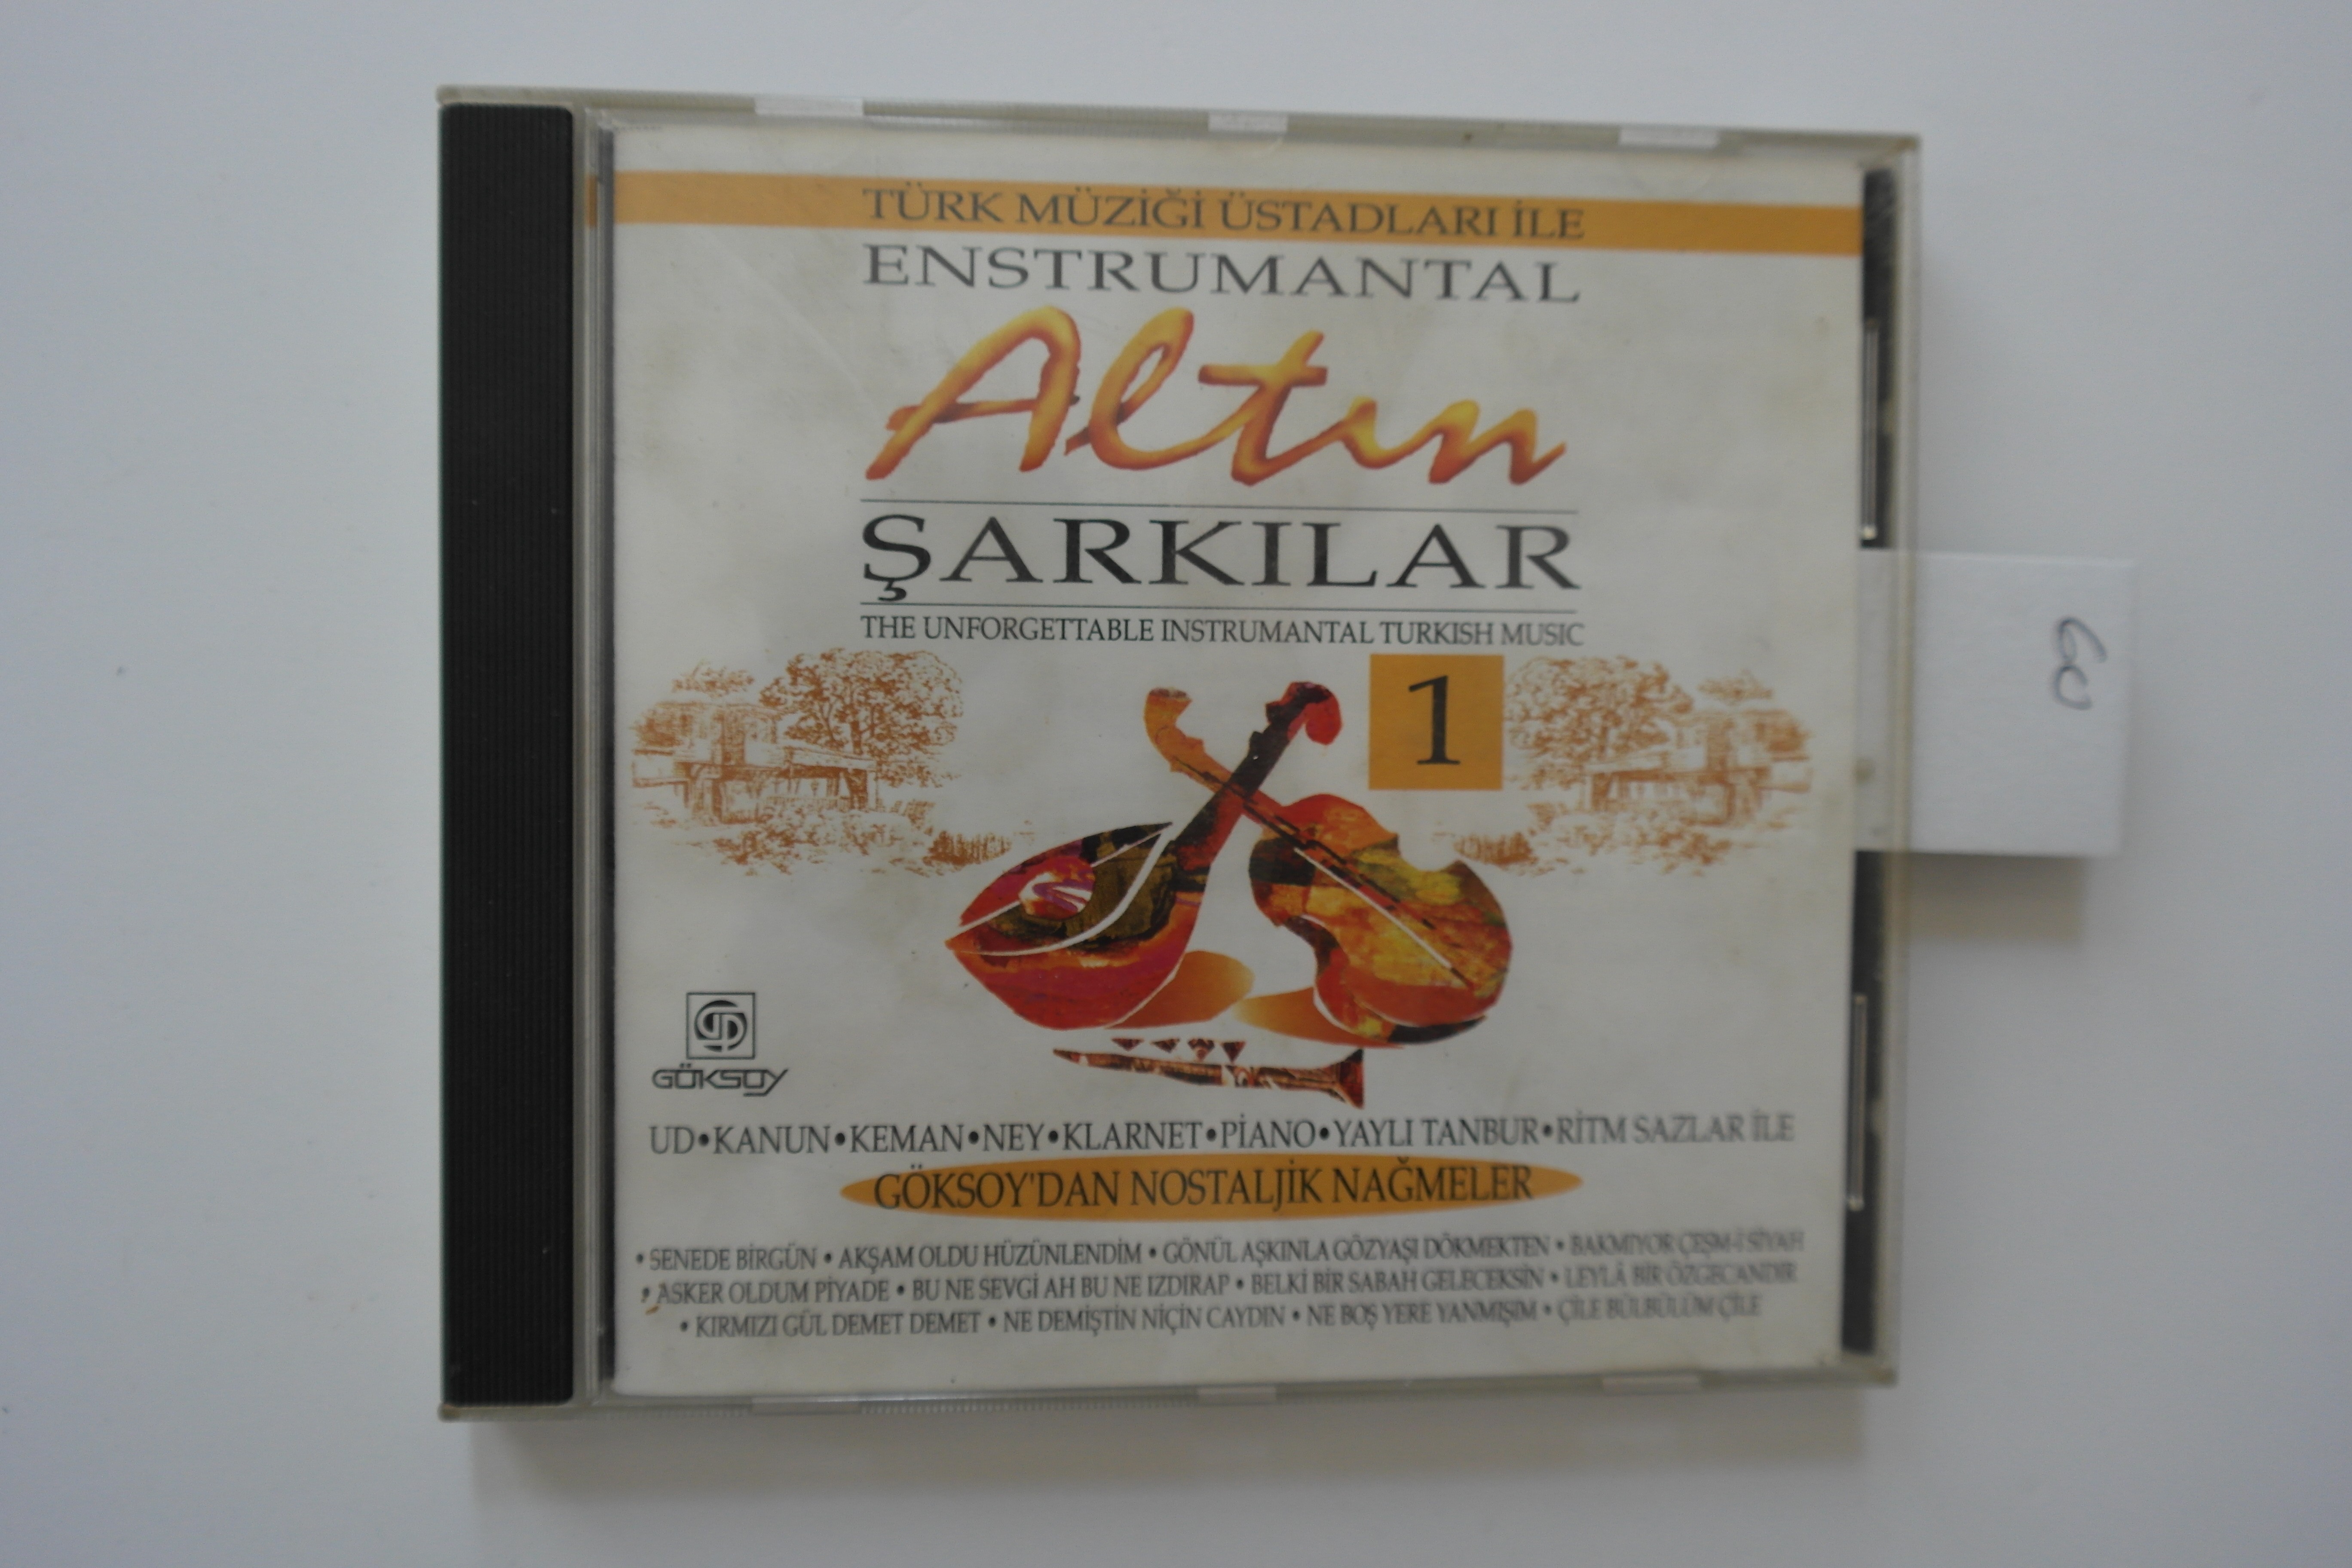 TÜRK MÜZİĞİ ÜSTADLARI İLE
ENSTRUMANTAL
Altın
ŞARKILAR
THE UNFORGETTABLE INSTRUMANTAL TURKISH MUSIC
1
GÖKSOY
UD•KANUN•KEMAN•NEY•KLARNET•PİANO•YAYLI TANBUR•RİTM SAZLAR İLE
GÖKSOY'DAN NOSTALJİK NAĞMELER
• SENEDE BİRGÜN • AKŞAM OLDU HÜZÜNLENDİM • GÖNÜL AŞKINLA GÖZYAŞI DÖKMEKTEN • BAKMIYOR ÇEŞM-İ SİYAH
• ASKER OLDUM PİYADE • BU NE SEVGİ AH BU NE IZDIRAP • BELKİ BİR SABAH GELECEKSİN • LEYLÂ BİR ÖZGECANDIR
• KIRMIZI GÜL DEMET DEMET • NE DEMİŞTİN NİÇİN CAYDIN • NE BOŞ YERE YANMIŞIM • ÇİLE BÜLBÜLÜM ÇİLE